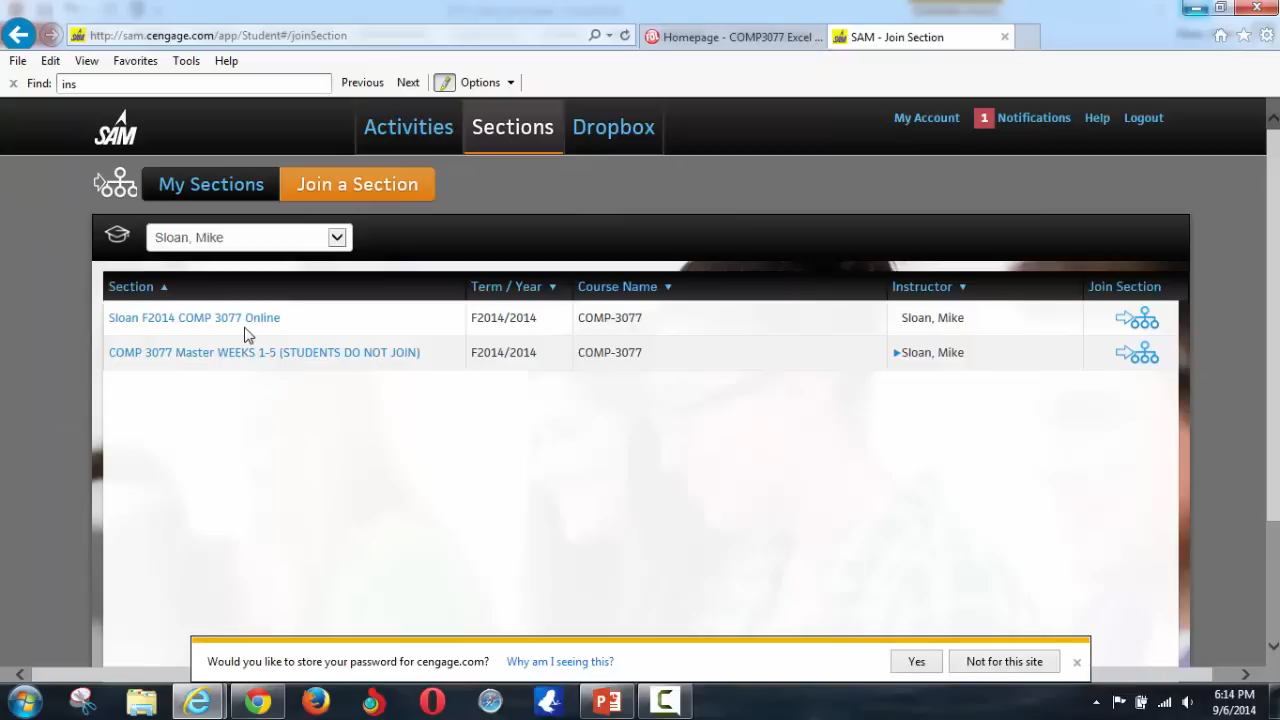 http://sam.cengage.com/app/Student#/joinSection
Homepage - COMP3077 Excel ...
SAM - Join Section
File Edit View Favorites Tools Help
x Find: ins Previous Next Options
SAM
Activities Sections Dropbox
My Account 1 Notifications Help Logout
My Sections Join a Section
Sloan, Mike
Section Term / Year Course Name Instructor Join Section
Sloan F2014 COMP 3077 Online F2014/2014 COMP-3077 Sloan, Mike
COMP 3077 Master WEEKS 1-5 (STUDENTS DO NOT JOIN) F2014/2014 COMP-3077 Sloan, Mike
Would you like to store your password for cengage.com? Why am I seeing this? Yes Not for this site
6:14 PM
9/6/2014